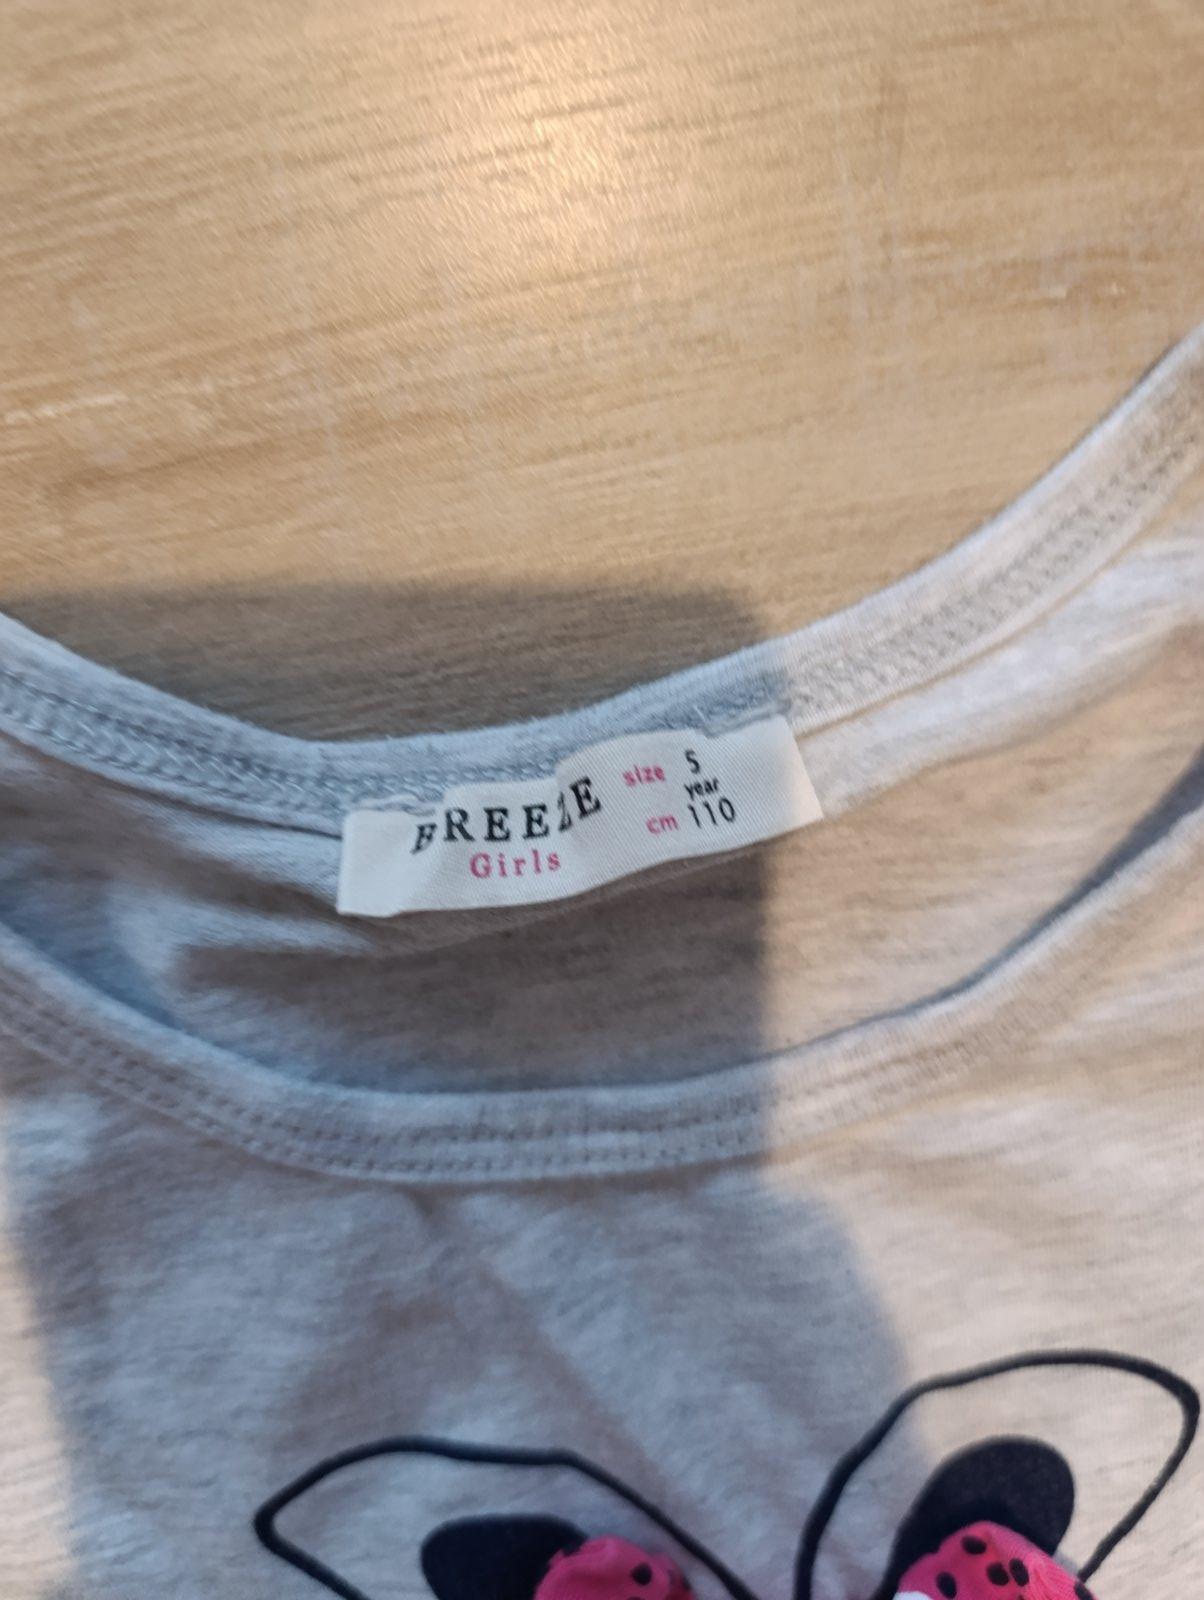 FREEZE
Girls
size 5
year
cm 110